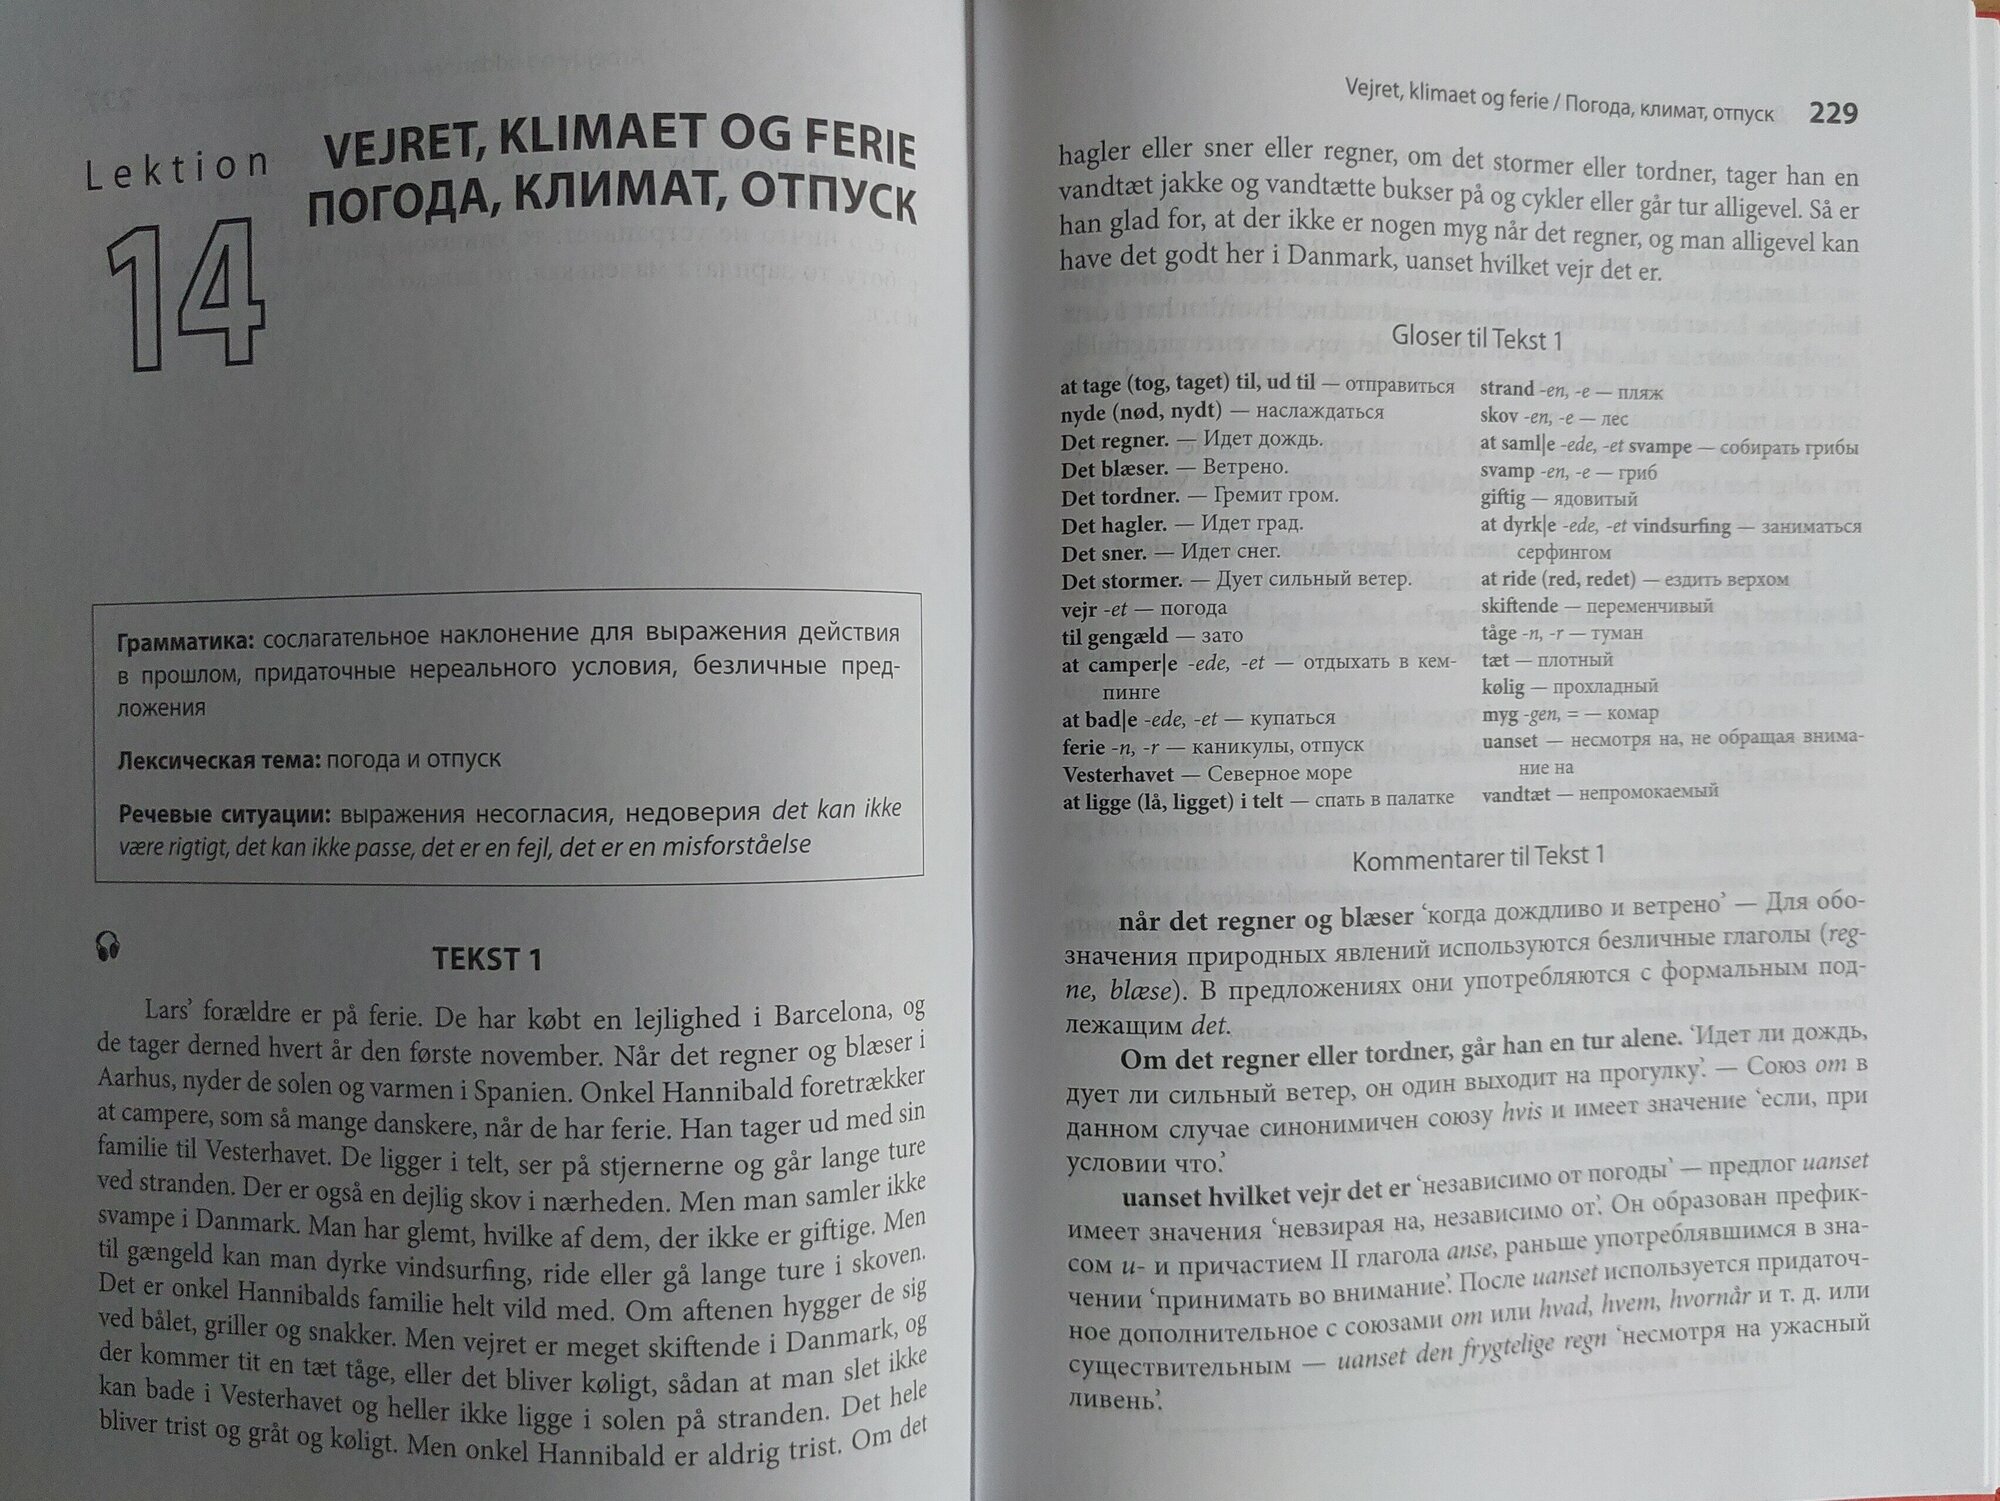 Lektion
14
VEJRET, KLIMAET OG FERIE
ПОГОДА, КЛИМАТ, ОТПУСК
Грамматика: сослагательное наклонение для выражения действия
в прошлом, придаточные нереального условия, безличные пред-
ложения
Лексическая тема: погода и отпуск
Речевые ситуации: выражения несогласия, недоверия det kan ikke
være rigtigt, det kan ikke passe, det er en fejl, det er en misforståelse
TEKST 1
Lars’ forældre er på ferie. De har købt en lejlighed i Barcelona, og
de tager derned hvert år den første november. Når det regner og blæser i
Aarhus, nyder de solen og varmen i Spanien. Onkel Hannibald foretrækker
at campere, som så mange danskere, når de har ferie. Han tager ud med sin
familie til Vesterhavet. De ligger i telt, ser på stjernerne og går lange ture
ved stranden. Der er også en dejlig skov i nærheden. Men man samler ikke
svampe i Danmark. Man har glemt, hvilke af dem, der ikke er giftige. Men
til gængeld kan man dyrke vindsurfing, ride eller gå lange ture i skoven.
Det er onkel Hannibalds familie helt vild med. Om aftenen hygger de sig
ved bålet, griller og snakker. Men vejret er meget skiftende i Danmark, og
der kommer tit en tæt tåge, eller det bliver køligt, sådan at man slet ikke
kan bade i Vesterhavet og heller ikke ligge i solen på stranden. Det hele
bliver trist og gråt og køligt. Men onkel Hannibald er aldrig trist. Om det
Vejret, klimaet og ferie / Погода, климат, отпуск 229
hagler eller sner eller regner, om det stormer eller tordner, tager han en
vandtæt jakke og vandtætte bukser på og cykler eller går tur alligevel. Så er
han glad for, at der ikke er nogen myg når det regner, og man alligevel kan
have det godt her i Danmark, uanset hvilket vejr det er.
Gloser til Tekst 1
at tage (tog, taget) til, ud til — отправиться
nyde (nød, nydt) — наслаждаться
Det regner. — Идет дождь.
Det blæser. — Ветрено.
Det tordner. — Гремит гром.
Det hagler. — Идет град.
Det sner. — Идет снег.
Det stormer. — Дует сильный ветер.
vejr -et — погода
til gengæld — зато
at camper|e -ede, -et — отдыхать в кем-
пинге
at bad|e -ede, -et — купаться
ferie -n, -r — каникулы, отпуск
Vesterhavet — Северное море
at ligge (lå, ligget) i telt — спать в палатке
strand -en, -e — пляж
skov -en, -e — лес
at saml|e -ede, -et svampe — собирать грибы
svamp -en, -e — гриб
giftig — ядовитый
at dyrk|e -ede, -et vindsurfing — заниматься
серфингом
at ride (red, redet) — ездить верхом
skiftende — переменчивый
tåge -n, -r — туман
tæt — плотный
kølig — прохладный
myg -gen, = — комар
uanset — несмотря на, не обращая внима-
ние на
vandtæt — непромокаемый
Kommentarer til Tekst 1
når det regner og blæser ‘когда дождливо и ветрено’ — Для обо-
значения природных явлений используются безличные глаголы (reg-
ne, blæse). В предложениях они употребляются с формальным под-
лежащим det.
Om det regner eller tordner, går han en tur alene. ‘Идет ли дождь,
дует ли сильный ветер, он один выходит на прогулку’. — Союз om в
данном случае синонимичен союзу hvis и имеет значение ‘если, при
условии что’.
uanset hvilket vejr det er ‘независимо от погоды’ — предлог uanset
имеет значения ‘невзирая на, независимо от’. Он образован префик-
сом u- и причастием II глагола anse, раньше употреблявшимся в зна-
чении ‘принимать во внимание’. После uanset используется придаточ-
ное дополнительное с союзами om или hvad, hvem, hvornår и т. д. или
существительным — uanset den frygtelige regn ‘несмотря на ужасный
ливень’.